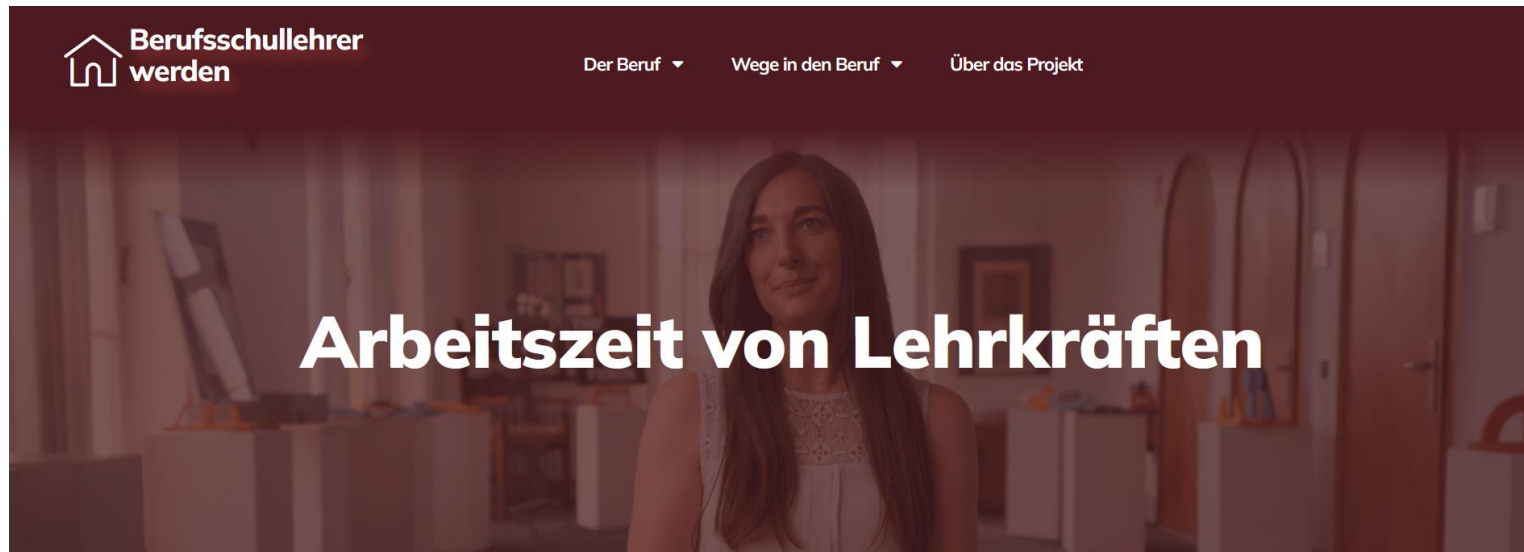 Berufsschullehrer
werden
Der Beruf
Wege in den Beruf
Über das Projekt
Arbeitszeit von Lehrkräften